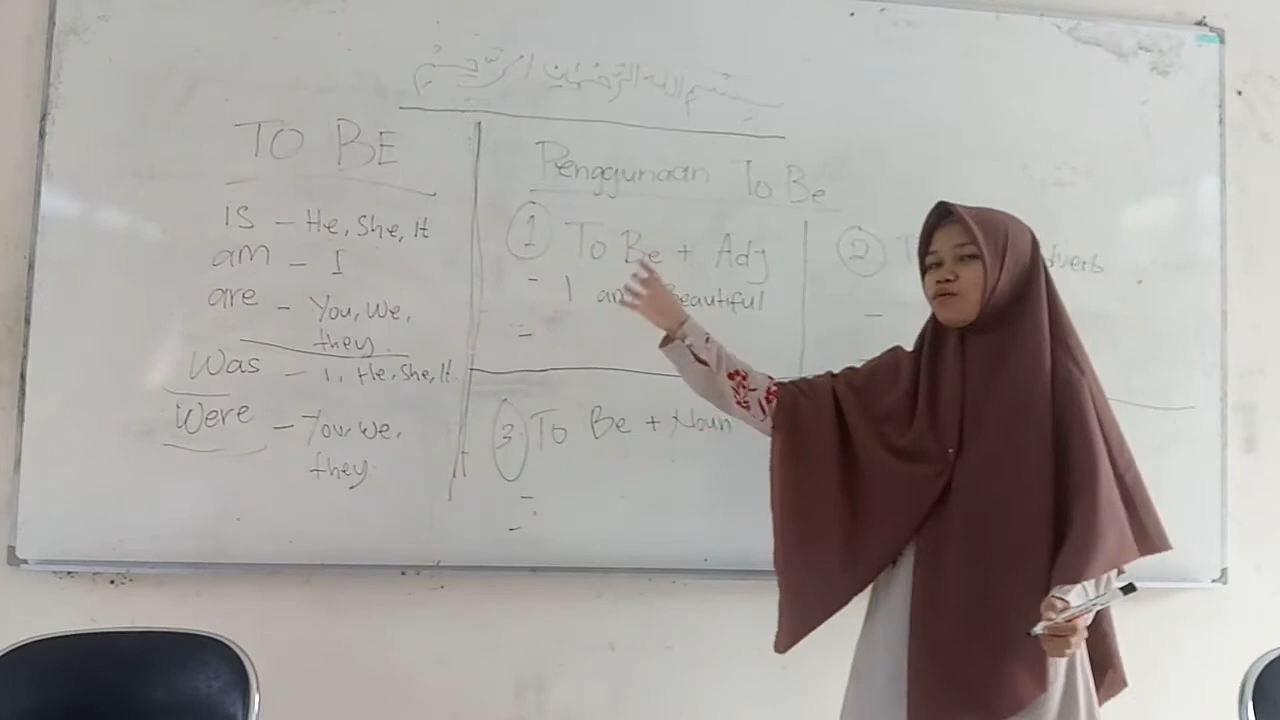 بسم الله الرحمن الرحيم
TO BE
is - He, She, It
am - I
are - You, We,
they
Was - I, He, She, It.
Were - You, We,
they.
Penggunaan To Be
1 To Be + Adj
- I am Beautiful
-
2
-
3. To Be + Noun
-
-